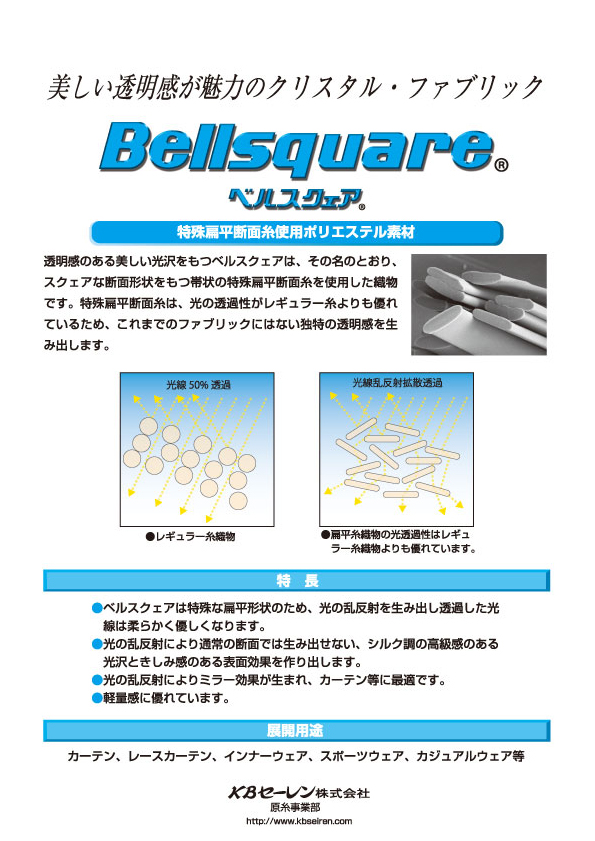 美しい透明感が魅力のクリスタル・ファブリック
Bellsquare®
ベルスクェア®
特殊扁平断面糸使用ポリエステル素材
透明感のある美しい光沢をもつベルスクェアは、その名のとおり、
スクェアな断面形状をもつ帯状の特殊扁平断面糸を使用した織物
です。特殊扁平断面糸は、光の透過性がレギュラー糸よりも優れ
ているため、これまでのファブリックにはない独特の透明感を生
み出します。
光線50%透過
●レギュラー糸織物
光線乱反射拡散透過
●扁平糸織物の光透過性はレギュ
ラー糸織物よりも優れています。
特 長
●ベルスクェアは特殊な扁平形状のため、光の乱反射を生み出し透過した光
線は柔らかく優しくなります。
●光の乱反射により通常の断面では生み出せない、シルク調の高級感のある
光沢ときしみ感のある表面効果を作り出します。
●光の乱反射によりミラー効果が生まれ、カーテン等に最適です。
●軽量感に優れています。
展開用途
カーテン、レースカーテン、インナーウェア、スポーツウェア、カジュアルウェア等
KBセーレン株式会社
原糸事業部
http://www.kbseiren.com